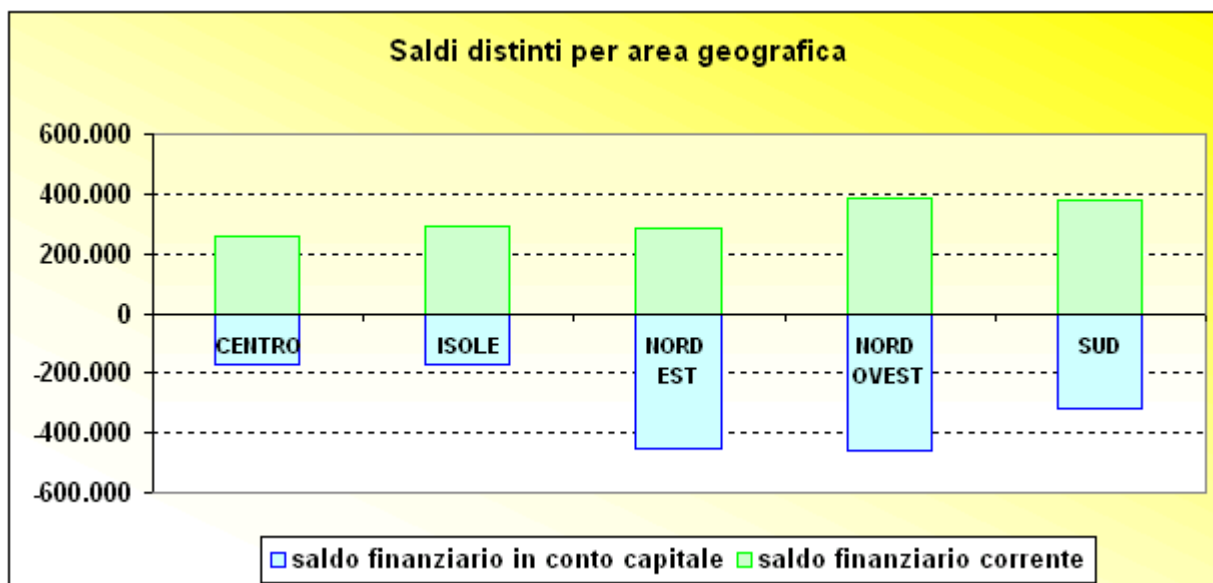 Saldi distinti per area geografica
600.000
400.000
200.000
0
-200.000
-400.000
-600.000
CENTRO
ISOLE
NORD
EST
NORD
OVEST
SUD
saldo finanziario in conto capitale
saldo finanziario corrente